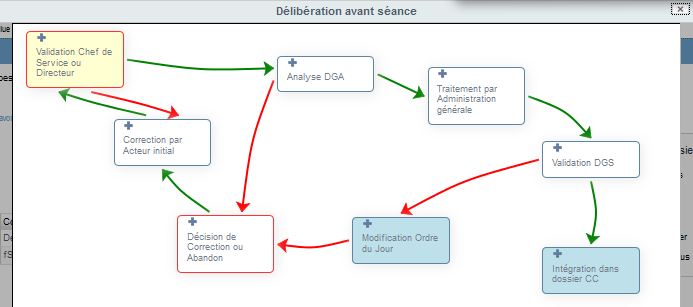 Délibération avant séance
Validation Chef de
Service ou
Directeur
Analyse DGA
Traitement par
Administration
générale
Correction par
Acteur initial
Validation DGS
Décision de
Correction ou
Abandon
Modification Ordre
du Jour
Intégration dans
dossier CC